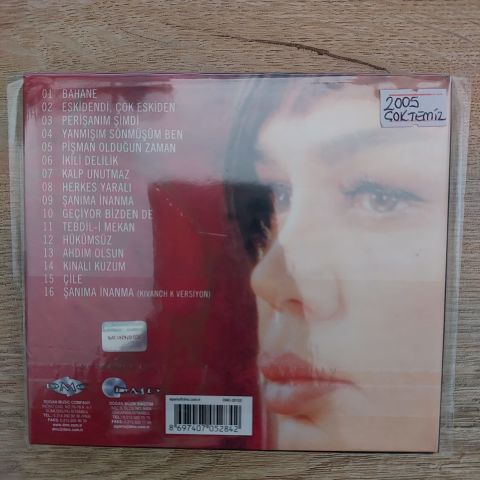 01 BAHANE
02 ESKİDENDİ, ÇOK ESKİDEN
03 PERİŞANIM ŞİMDİ
04 YANMIŞIM SÖNMÜŞÜM BEN
05 PİŞMAN OLDUĞUN ZAMAN
06 İKİLİ DELİLİK
07 KALP UNUTMAZ
08 HERKES YARALI
09 ŞANIMA İNANMA
10 GEÇİYOR BİZDEN DE
11 TEBDİL-İ MEKAN
12 HÜKÜMSÜZ
13 AHDIM OLSUN
14 KINALI KUZUM
15 ÇİLE
16 ŞANIMA İNANMA (KIVANCH K VERSİYON)
2005
ÇOKTEMİZ
DMC
DOGAN MUSIC COMPANY
8 697407 052842